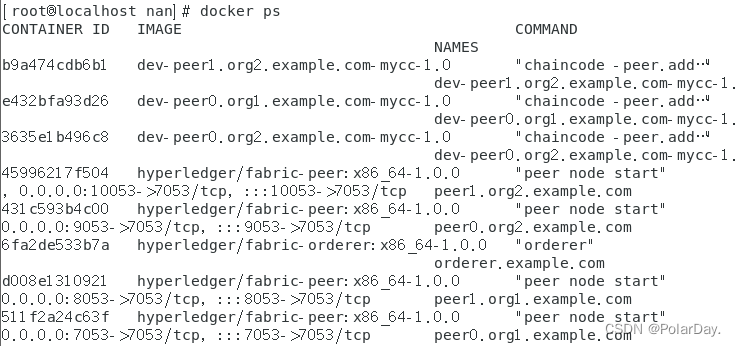 [root@localhost nan]# docker ps
CONTAINER ID IMAGE COMMAND
NAMES
b9a474cdb6b1 dev-peer1.org2.example.com-mycc-1.0 "chaincode -peer.add…"
dev-peer1.org2.example.com-mycc-1.
e432bfa93d26 dev-peer0.org1.example.com-mycc-1.0 "chaincode -peer.add…"
dev-peer0.org1.example.com-mycc-1.
3635e1b496c8 dev-peer0.org2.example.com-mycc-1.0 "chaincode -peer.add…"
dev-peer0.org2.example.com-mycc-1.
45996217f504 hyperledger/fabric-peer:x86_64-1.0.0 "peer node start"
, 0.0.0.0:10053->7053/tcp, :::10053->7053/tcp peer1.org2.example.com
431c593b4c00 hyperledger/fabric-peer:x86_64-1.0.0 "peer node start"
0.0.0.0:9053->7053/tcp, :::9053->7053/tcp peer0.org2.example.com
6fa2de533b7a hyperledger/fabric-orderer:x86_64-1.0.0 "orderer"
orderer.example.com
d008e1310921 hyperledger/fabric-peer:x86_64-1.0.0 "peer node start"
0.0.0.0:8053->7053/tcp, :::8053->7053/tcp peer1.org1.example.com
511f2a24c63f hyperledger/fabric-peer:x86_64-1.0.0 "peer node start"
0.0.0.0:7053->7053/tcp, :::7053->7053/tcp peer0.org1.example.com
CSDN @PolarDay.